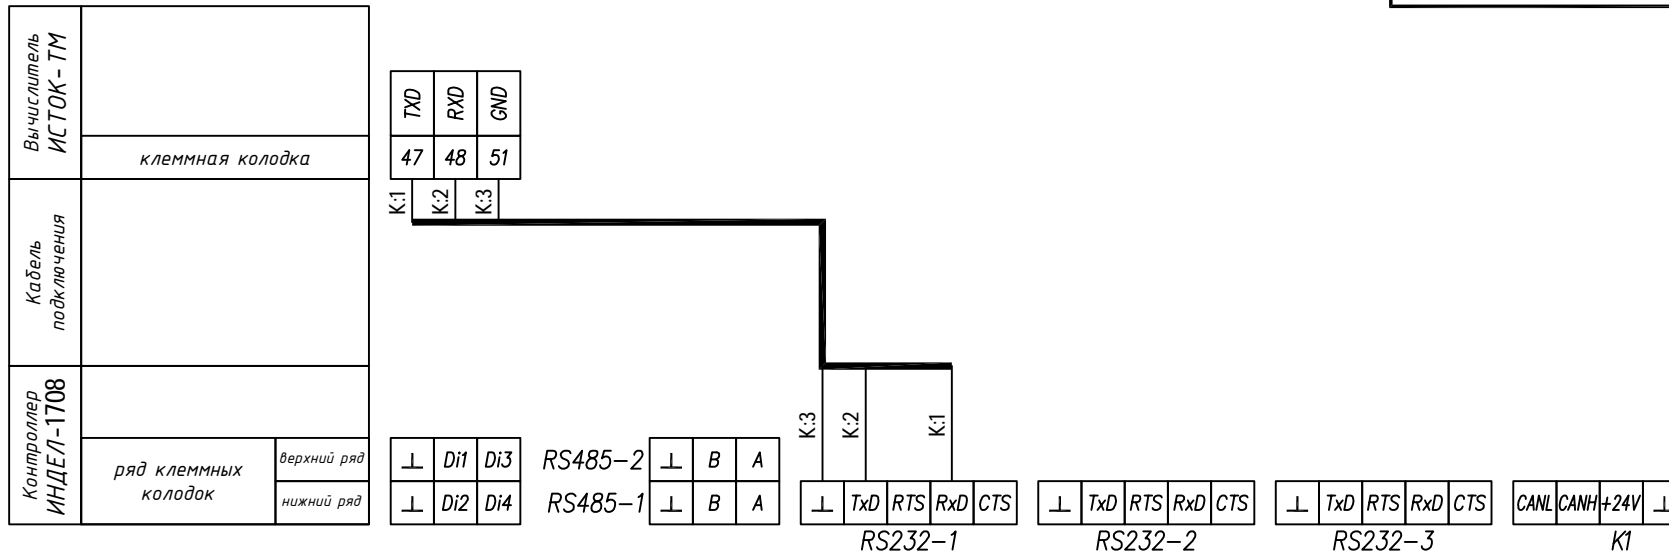 Вычислитель
ИСТОК-ТМ
клеммная колодка
TXD RXD GND
47 48 51
К:1 К:2 К:3
Кабель
подключения
К:3 К:2 К:1
Контроллер
ИНДЕЛ-1708
ряд клеммных
колодок
верхний ряд
нижний ряд
⊥ Di1 Di3
⊥ Di2 Di4
RS485-2 ⊥ B A
RS485-1 ⊥ B A
⊥ TxD RTS RxD CTS
RS232-1
⊥ TxD RTS RxD CTS
RS232-2
⊥ TxD RTS RxD CTS
RS232-3
CANL CANH +24V ⊥
K1